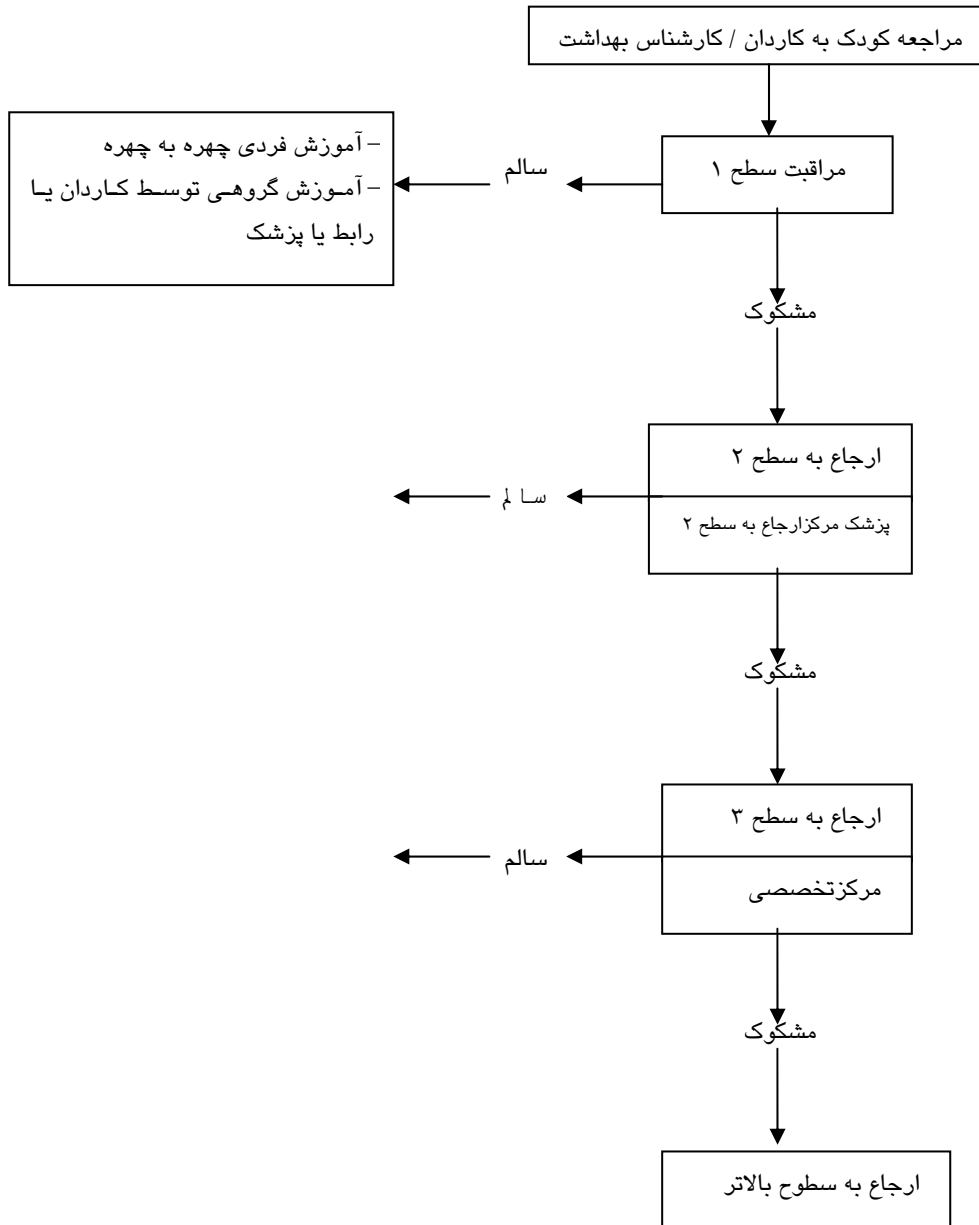 مراجعه کودک به کاردان / کارشناس بهداشت
مراقبت سطح ۱
سالم
– آموزش فردی چهره به چهره
– آموزش گروهی توسط کاردان یا
رابط یا پزشک
مشکوک
ارجاع به سطح ۲
سالم
پزشک مرکزارجاع به سطح ۲
مشکوک
ارجاع به سطح ۳
سالم
مرکزتخصصی
مشکوک
ارجاع به سطوح بالاتر